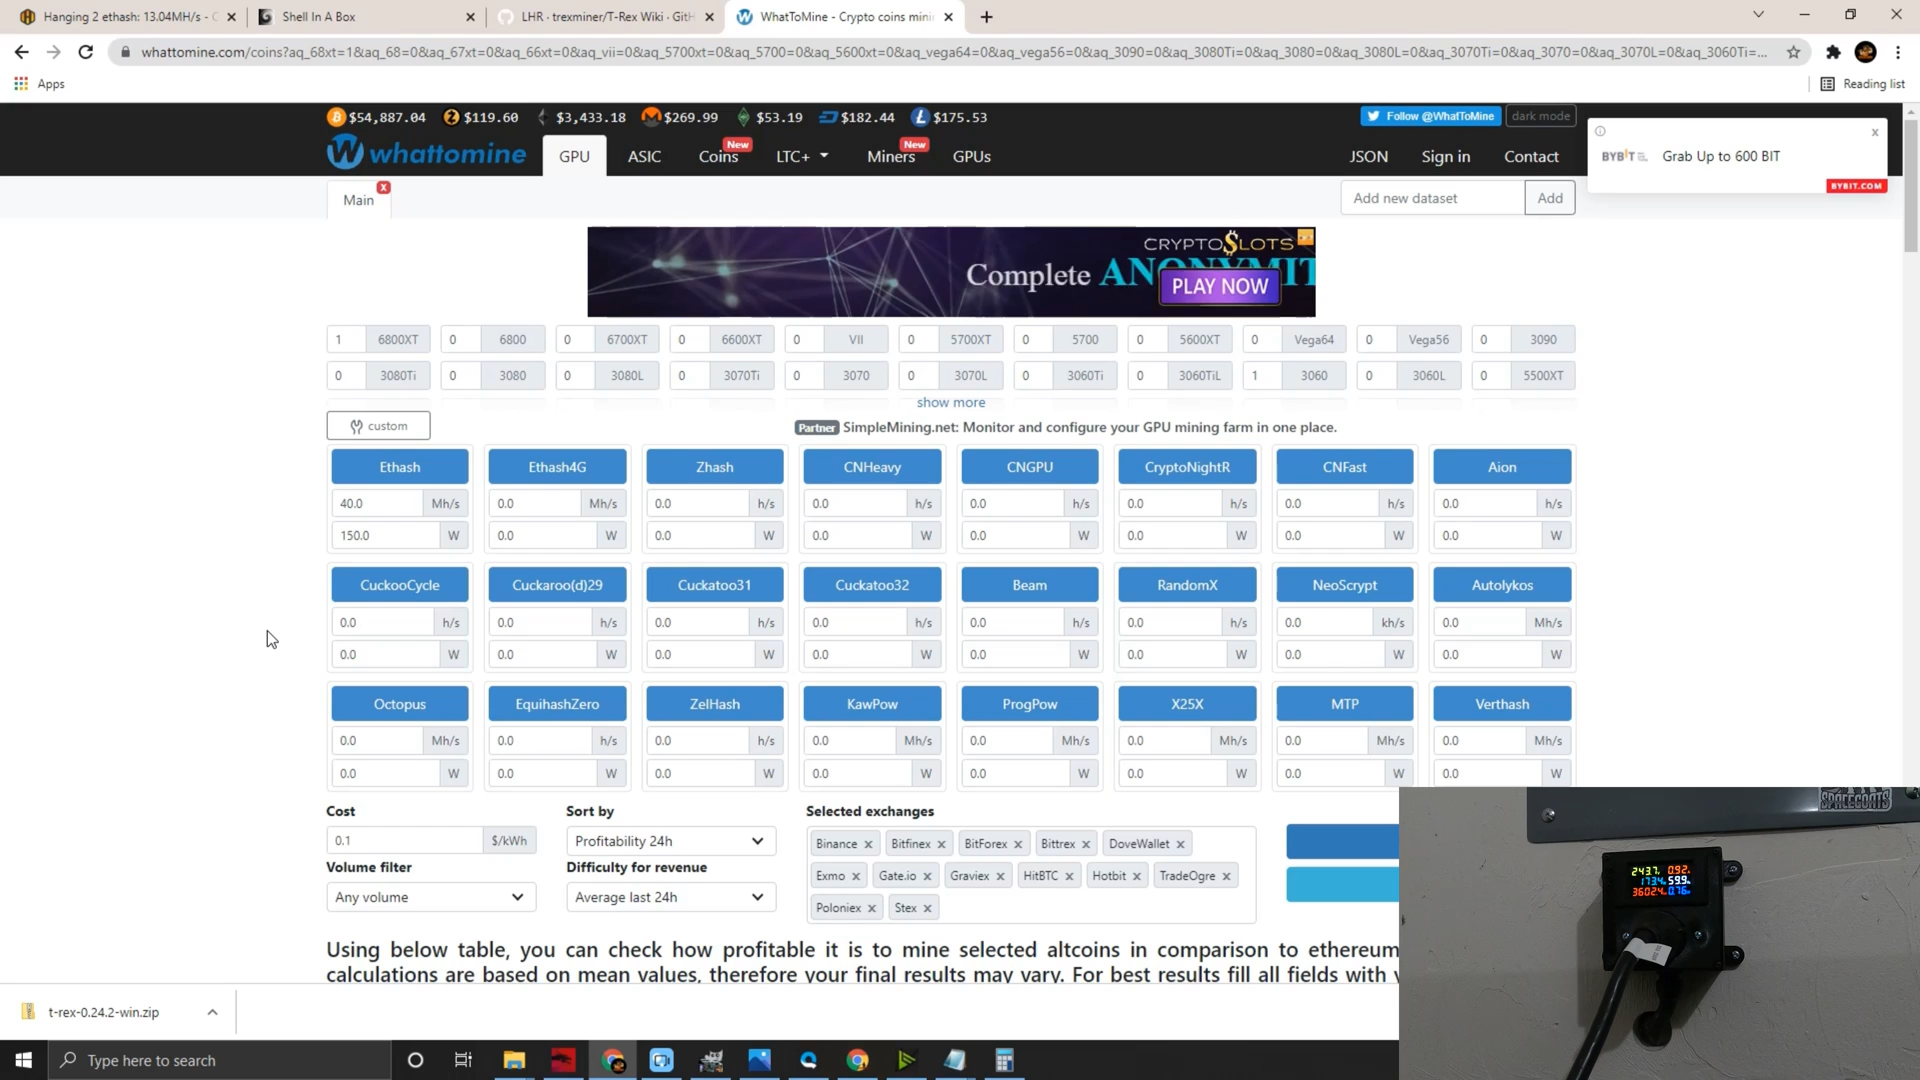 Hanging 2 ethash: 13.04MH/s -
Shell In A Box
LHR · trexminer/T-Rex Wiki · GitH
WhatToMine - Crypto coins mini
whattomine.com/coins?aq_68xt=1&aq_68=0&aq_67xt=0&aq_66xt=0&aq_vii=0&aq_5700xt=0&aq_5700=0&aq_5600xt=0&aq_vega64=0&aq_vega56=0&aq_3090=0&aq_3080Ti=0&aq_3080=0&aq_3080L=0&aq_3070Ti=0&aq_3070=0&aq_3070L=0&aq_3060Ti=...
Apps
Reading list
$54,887.04 $119.60 $3,433.18 $269.99 $53.19 $182.44 $175.53
Follow @WhatToMine
dark mode
whattomine
GPU
ASIC
Coins New
LTC+
Miners New
GPUs
JSON
Sign in
Contact
BYBIT
Grab Up to 600 BIT
BYBIT.COM
x
Main x
Add new dataset
Add
CRYPTOSLOTS
Complete ANONYMIT
PLAY NOW
1 6800XT 0 6800 0 6700XT 0 6600XT 0 VII 0 5700XT 0 5700 0 5600XT 0 Vega64 0 Vega56 0 3090
0 3080Ti 0 3080 0 3080L 0 3070Ti 0 3070 0 3070L 0 3060Ti 0 3060TiL 1 3060 0 3060L 0 5500XT
show more
custom
Partner SimpleMining.net: Monitor and configure your GPU mining farm in one place.
Ethash Ethash4G Zhash CNHeavy CNGPU CryptoNightR CNFast Aion
40.0 Mh/s 0.0 Mh/s 0.0 h/s 0.0 h/s 0.0 h/s 0.0 h/s 0.0 h/s 0.0 h/s
150.0 W 0.0 W 0.0 W 0.0 W 0.0 W 0.0 W 0.0 W 0.0 W
CuckooCycle Cuckaroo(d)29 Cuckatoo31 Cuckatoo32 Beam RandomX NeoScrypt Autolykos
0.0 h/s 0.0 h/s 0.0 h/s 0.0 h/s 0.0 h/s 0.0 h/s 0.0 kh/s 0.0 Mh/s
0.0 W 0.0 W 0.0 W 0.0 W 0.0 W 0.0 W 0.0 W 0.0 W
Octopus EquihashZero ZelHash KawPow ProgPow X25X MTP Verthash
0.0 Mh/s 0.0 h/s 0.0 h/s 0.0 Mh/s 0.0 Mh/s 0.0 Mh/s 0.0 Mh/s 0.0 Mh/s
0.0 W 0.0 W 0.0 W 0.0 W 0.0 W 0.0 W 0.0 W 0.0 W
Cost
0.1 $/kWh
Volume filter
Any volume
Sort by
Profitability 24h
Difficulty for revenue
Average last 24h
Selected exchanges
Binance × Bitfinex × BitForex × Bittrex × DoveWallet ×
Exmo × Gate.io × Graviex × HitBTC × Hotbit × TradeOgre ×
Poloniex × Stex ×
Using below table, you can check how profitable it is to mine selected altcoins in comparison to ethereum
calculations are based on mean values, therefore your final results may vary. For best results fill all fields with
t-rex-0.24.2-win.zip
Type here to search